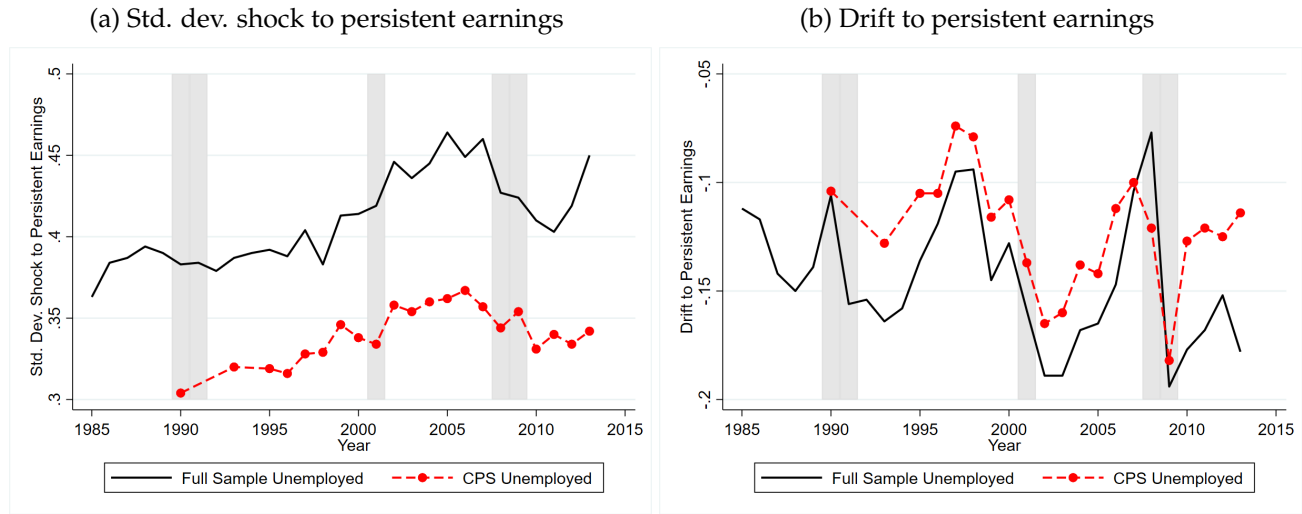 (a) Std. dev. shock to persistent earnings
Std. Dev. Shock to Persistent Earnings
.5
.45
.4
.35
.3
1985 1990 1995 2000 2005 2010 2015
Year
Full Sample Unemployed CPS Unemployed
(b) Drift to persistent earnings
Drift to Persistent Earnings
-.05
-.1
-.15
-.2
1985 1990 1995 2000 2005 2010 2015
Year
Full Sample Unemployed CPS Unemployed